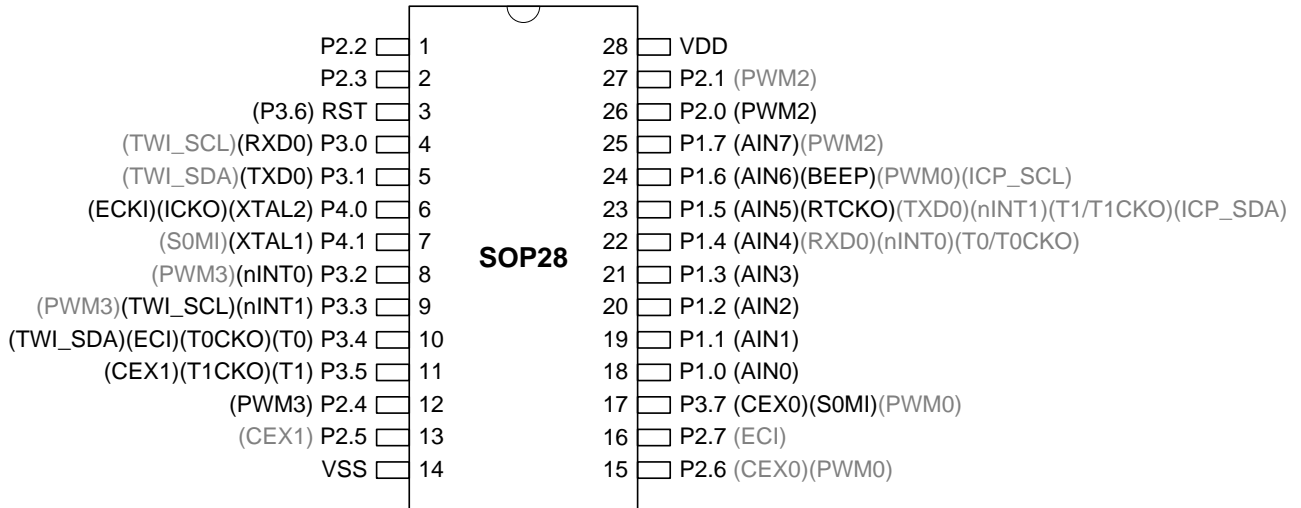 P2.2 1 28 VDD
P2.3 2 27 P2.1 (PWM2)
(P3.6) RST 3 26 P2.0 (PWM2)
(TWI_SCL)(RXD0) P3.0 4 25 P1.7 (AIN7)(PWM2)
(TWI_SDA)(TXD0) P3.1 5 24 P1.6 (AIN6)(BEEP)(PWM0)(ICP_SCL)
(ECKI)(ICKO)(XTAL2) P4.0 6 23 P1.5 (AIN5)(RTCKO)(TXD0)(nINT1)(T1/T1CKO)(ICP_SDA)
(S0MI)(XTAL1) P4.1 7 22 P1.4 (AIN4)(RXD0)(nINT0)(T0/T0CKO)
SOP28
(PWM3)(nINT0) P3.2 8 21 P1.3 (AIN3)
(PWM3)(TWI_SCL)(nINT1) P3.3 9 20 P1.2 (AIN2)
(TWI_SDA)(ECI)(T0CKO)(T0) P3.4 10 19 P1.1 (AIN1)
(CEX1)(T1CKO)(T1) P3.5 11 18 P1.0 (AIN0)
(PWM3) P2.4 12 17 P3.7 (CEX0)(S0MI)(PWM0)
(CEX1) P2.5 13 16 P2.7 (ECI)
VSS 14 15 P2.6 (CEX0)(PWM0)